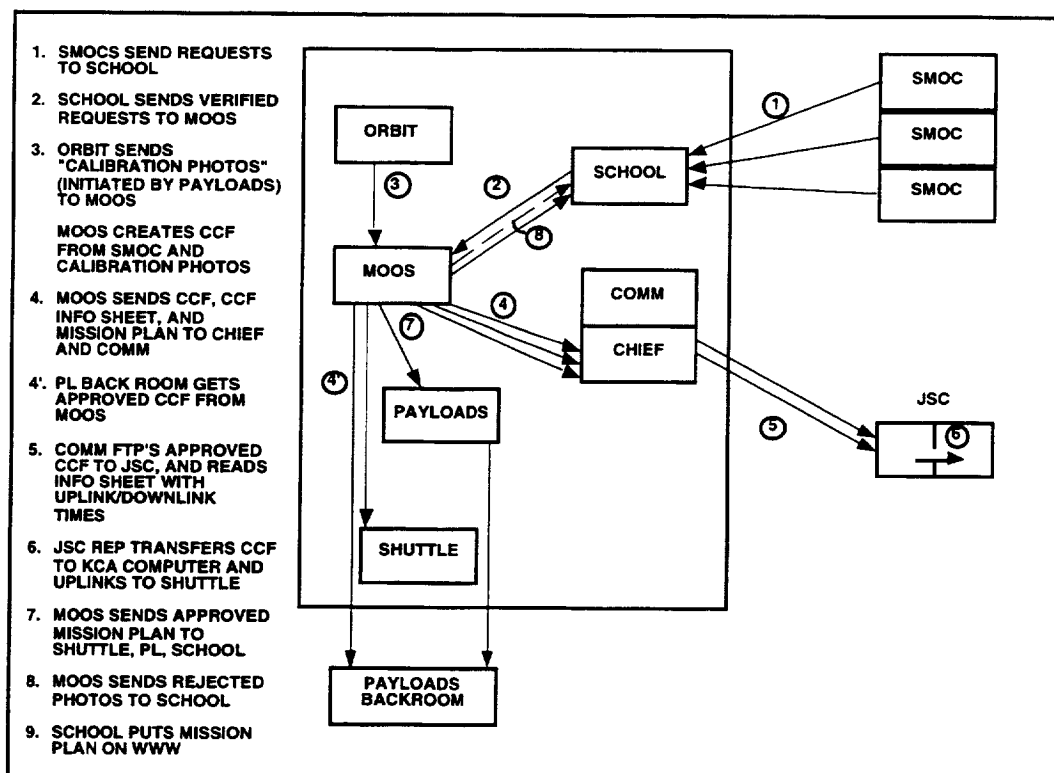 1. SMOCS SEND REQUESTS
TO SCHOOL
2. SCHOOL SENDS VERIFIED
REQUESTS TO MOOS
3. ORBIT SENDS
"CALIBRATION PHOTOS"
(INITIATED BY PAYLOADS)
TO MOOS
MOOS CREATES CCF
FROM SMOC AND
CALIBRATION PHOTOS
4. MOOS SENDS CCF, CCF
INFO SHEET, AND
MISSION PLAN TO CHIEF
AND COMM
4'. PL BACK ROOM GETS
APPROVED CCF FROM
MOOS
5. COMM FTP'S APPROVED
CCF TO JSC, AND READS
INFO SHEET WITH
UPLINK/DOWNLINK
TIMES
6. JSC REP TRANSFERS CCF
TO KCA COMPUTER AND
UPLINKS TO SHUTTLE
7. MOOS SENDS APPROVED
MISSION PLAN TO
SHUTTLE, PL, SCHOOL
8. MOOS SENDS REJECTED
PHOTOS TO SCHOOL
9. SCHOOL PUTS MISSION
PLAN ON WWW
ORBIT
3
MOOS
2
8
SCHOOL
1
SMOC
SMOC
SMOC
4
COMM
CHIEF
7
4'
PAYLOADS
5
JSC
6
SHUTTLE
PAYLOADS
BACKROOM